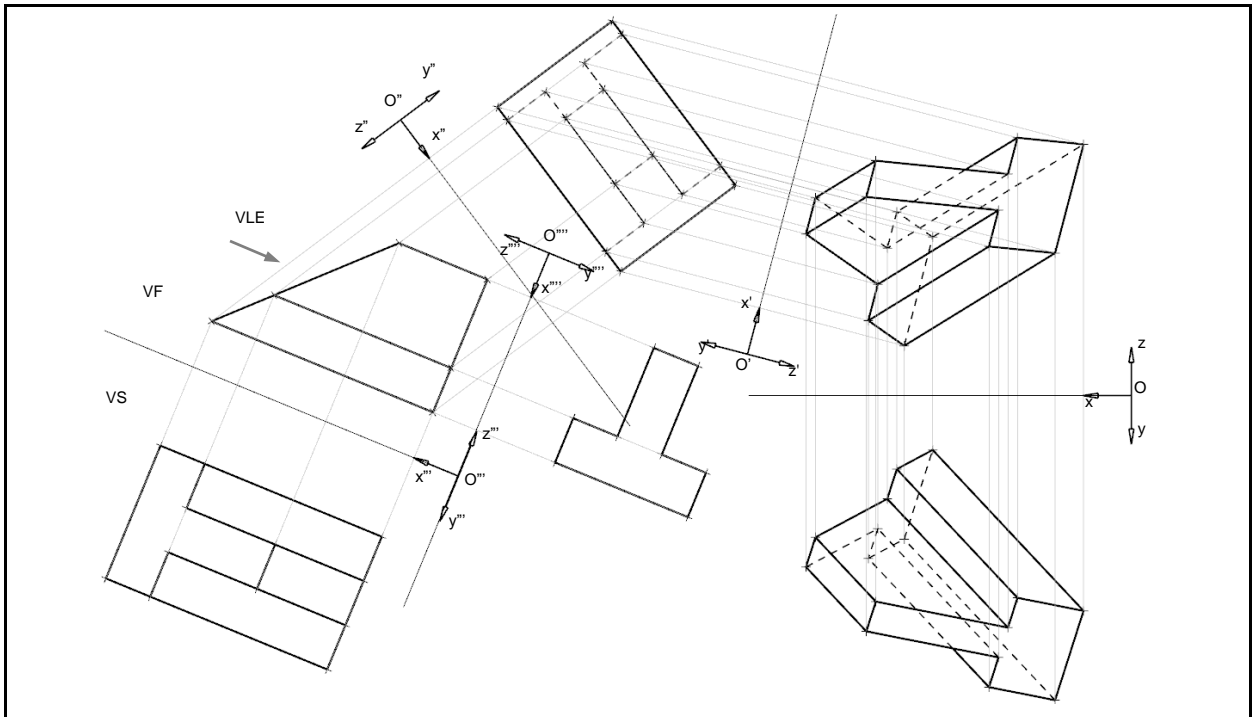 y"
O"
z"
x"
VLE
O""
z""
y""
x""
VF
x'
y'
O'
z'
z
O
x
y
VS
z"'
x"'
O"'
y"'